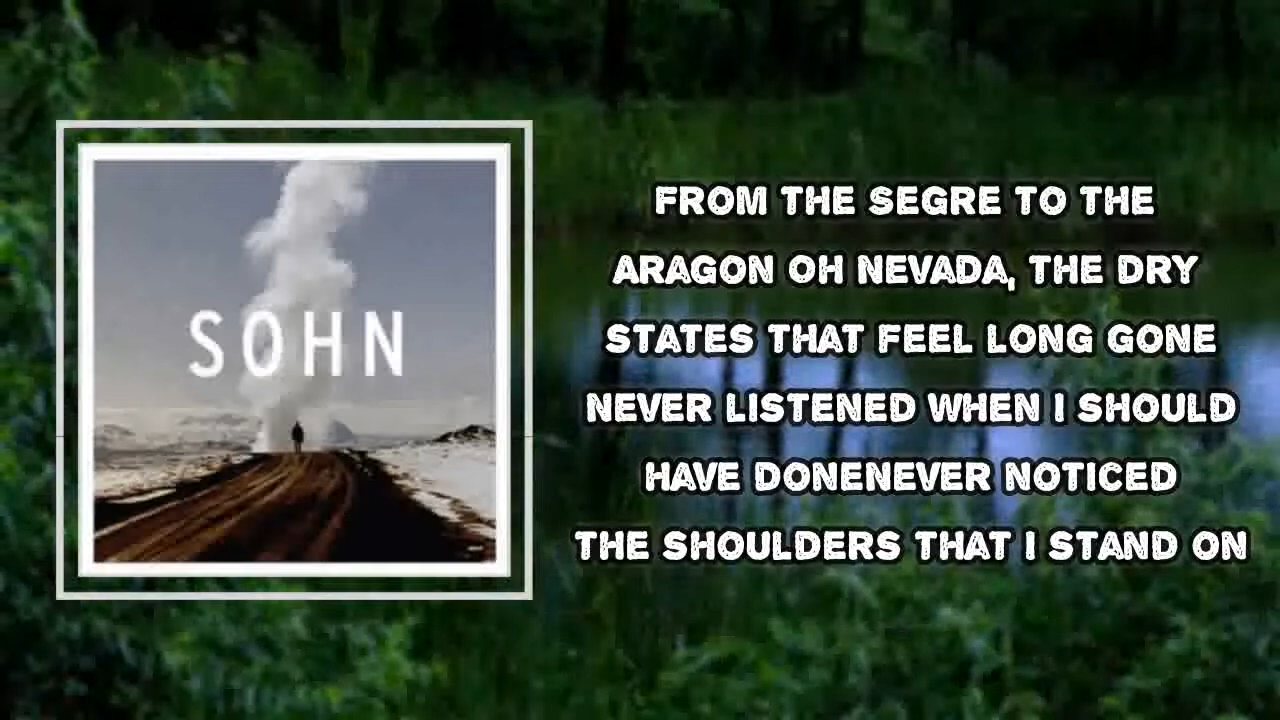 SOHN
FROM THE SEGRE TO THE
ARAGON OH NEVADA, THE DRY
STATES THAT FEEL LONG GONE
NEVER LISTENED WHEN I SHOULD
HAVE DONENEVER NOTICED
THE SHOULDERS THAT I STAND ON